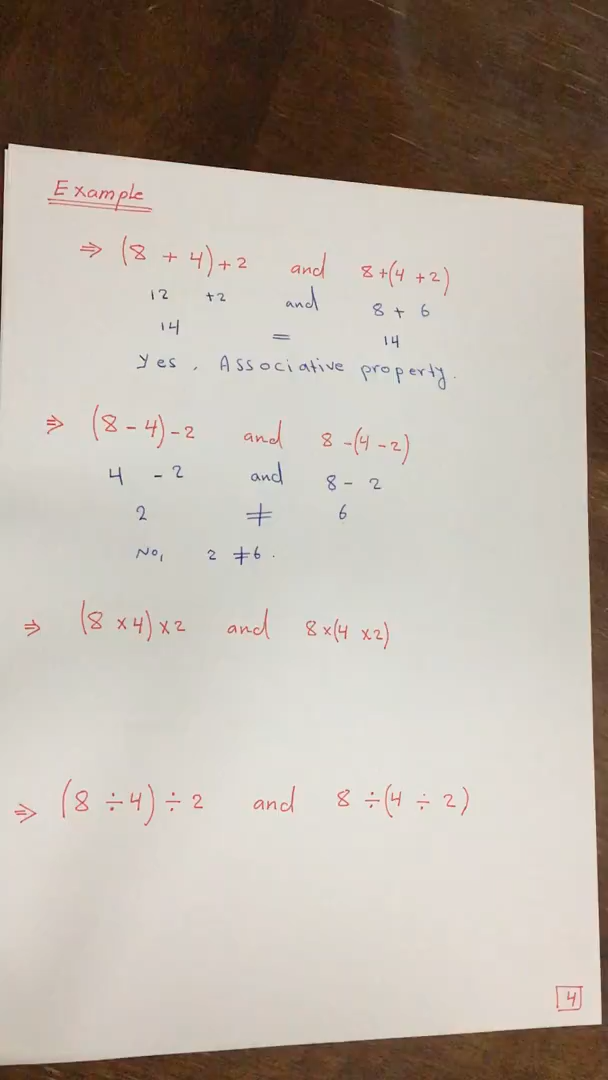 Example
⇒ (8 + 4) + 2 and 8+(4 + 2)
12 +2 and 8 + 6
14 = 14
Yes, Associative property.
⇒ (8 - 4) - 2 and 8 -(4 - 2)
4 - 2 and 8 - 2
2 ≠ 6
No, 2 ≠ 6.
⇒ (8 × 4) × 2 and 8 ×(4 × 2)
⇒ (8 ÷ 4) ÷ 2 and 8 ÷(4 ÷ 2)
4